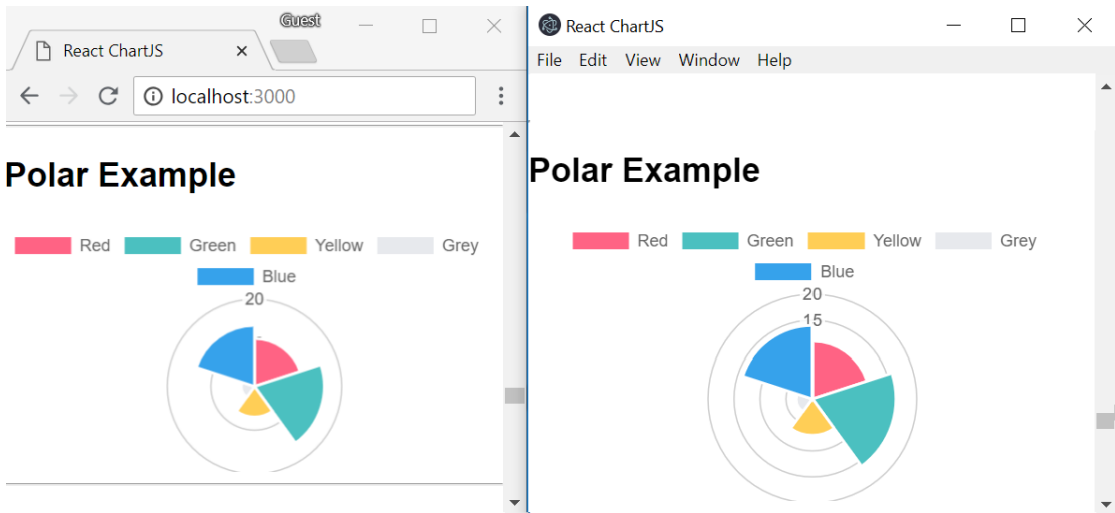 Guest
React ChartJS
localhost:3000
Polar Example
Red Green Yellow Grey
Blue
20
React ChartJS
File Edit View Window Help
Polar Example
Red Green Yellow Grey
Blue
20
15